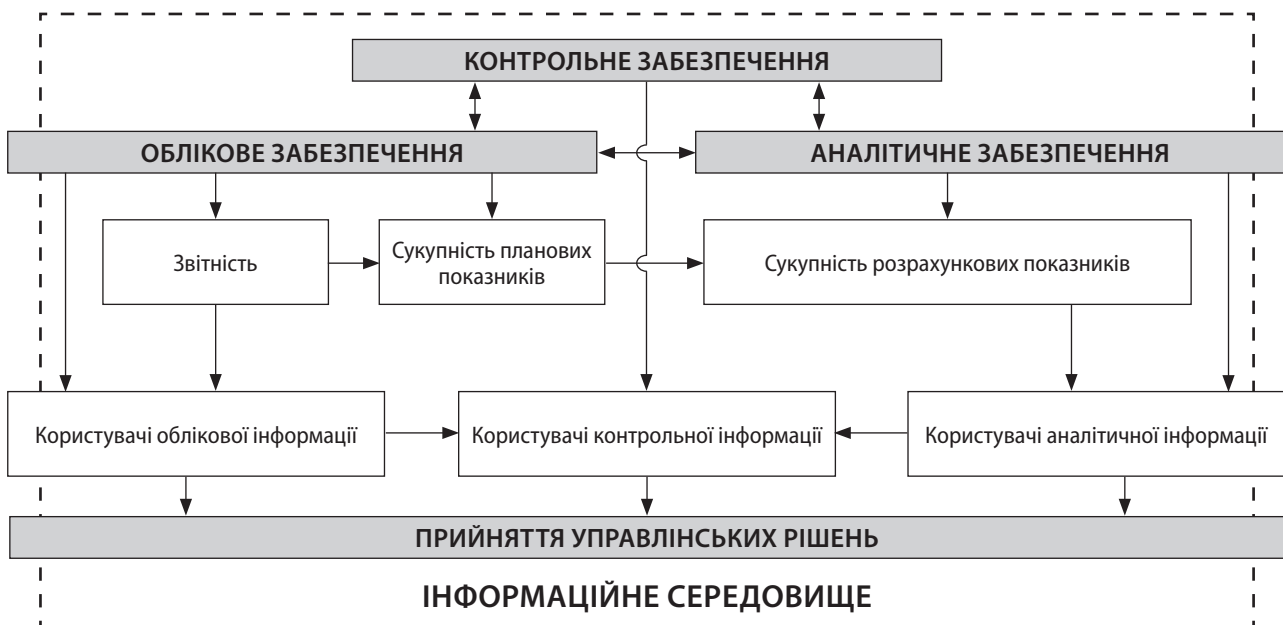 КОНТРОЛЬНЕ ЗАБЕЗПЕЧЕННЯ
ОБЛІКОВЕ ЗАБЕЗПЕЧЕННЯ
АНАЛІТИЧНЕ ЗАБЕЗПЕЧЕННЯ
Звітність
Сукупність планових
показників
Сукупність розрахункових показників
Користувачі облікової інформації
Користувачі контрольної інформації
Користувачі аналітичної інформації
ПРИЙНЯТТЯ УПРАВЛІНСЬКИХ РІШЕНЬ
ІНФОРМАЦІЙНЕ СЕРЕДОВИЩЕ